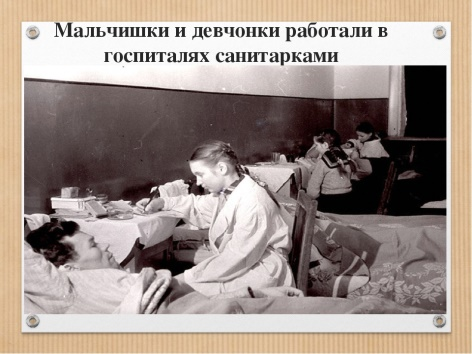 Мальчишки и девчонки работали в
госпиталях санитарками